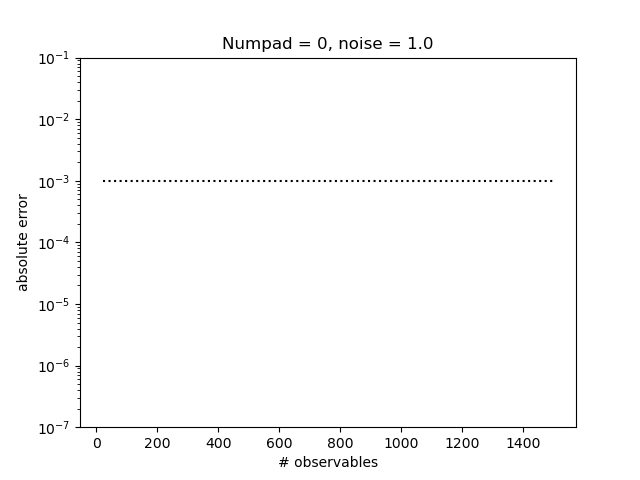 Numpad = 0, noise = 1.0
10⁻¹
10⁻²
10⁻³
10⁻⁴
10⁻⁵
10⁻⁶
10⁻⁷
absolute error
0 200 400 600 800 1000 1200 1400
# observables